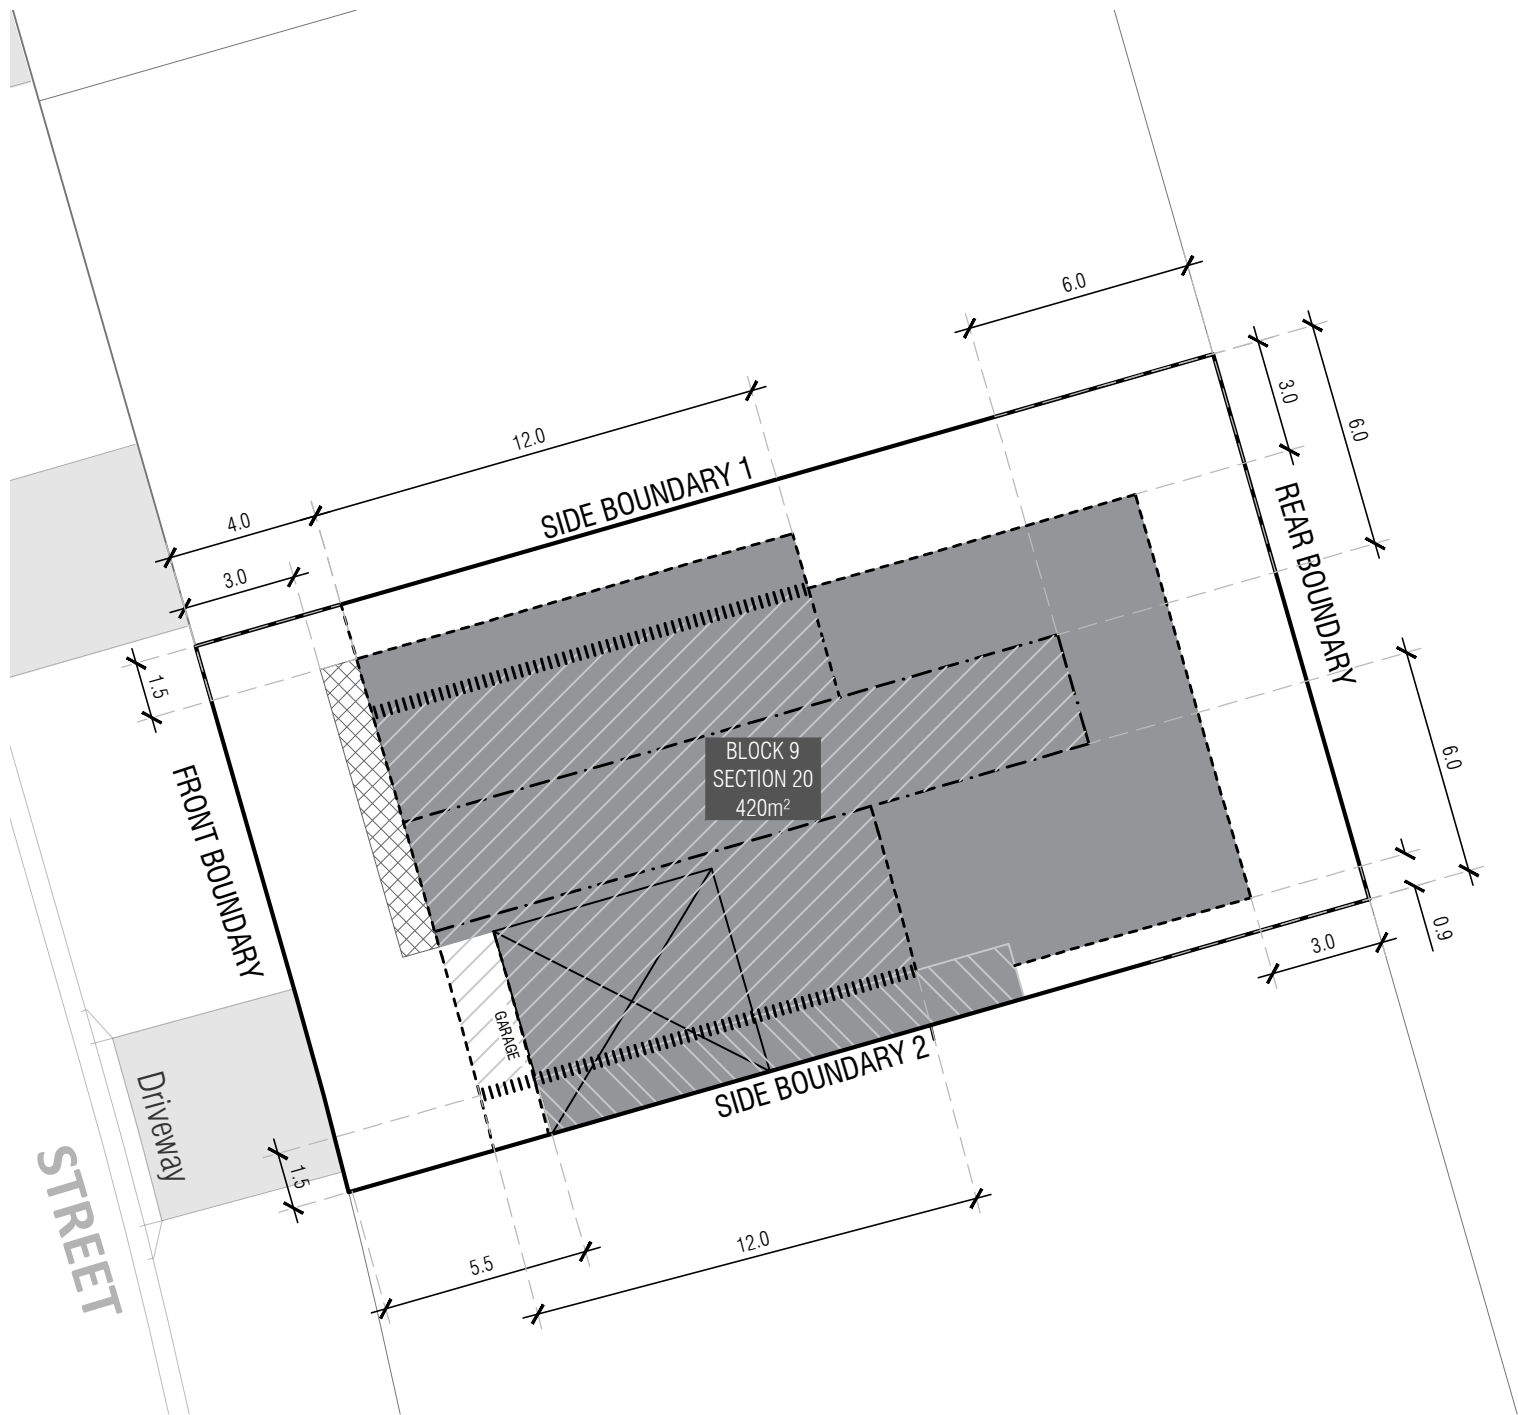 6.0
3.0
6.0
12.0
4.0
3.0
SIDE BOUNDARY 1
REAR BOUNDARY
1.5
FRONT BOUNDARY
BLOCK 9
SECTION 20
420m²
6.0
0.9
3.0
GARAGE
SIDE BOUNDARY 2
Driveway
STREET
1.5
5.5
12.0